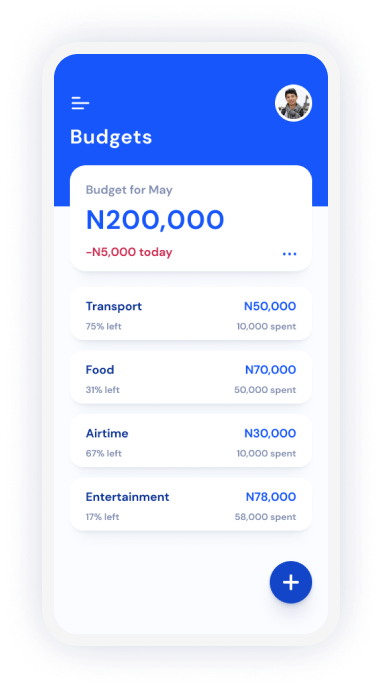 Budgets
Budget for May
N200,000
-N5,000 today
Transport N50,000
75% left 10,000 spent
Food N70,000
31% left 50,000 spent
Airtime N30,000
67% left 10,000 spent
Entertainment N78,000
17% left 58,000 spent